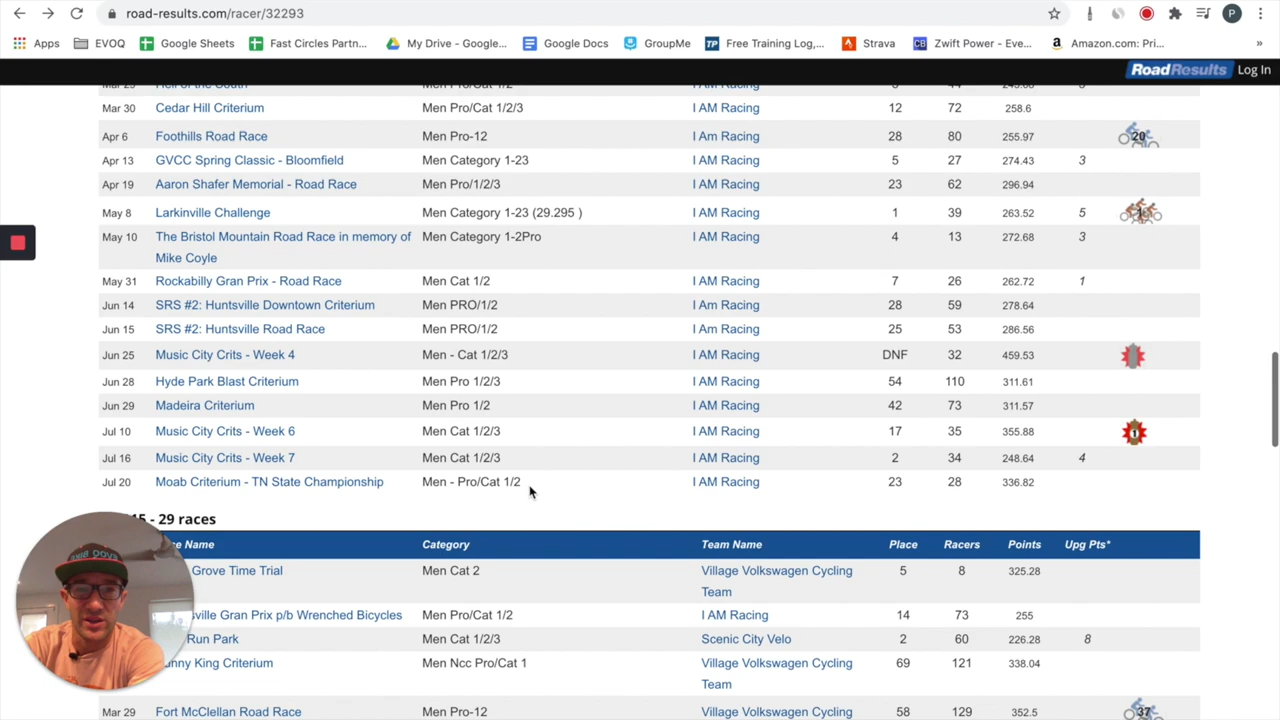 road-results.com/racer/32293
P
Apps EVOQ Google Sheets Fast Circles Partn... My Drive - Google... Google Docs GroupMe TP Free Training Log,... Strava CB Zwift Power - Eve... a Amazon.com: Pri... »
RoadResults Log In
Mar 30 Cedar Hill Criterium Men Pro/Cat 1/2/3 I AM Racing 12 72 258.6
Apr 6 Foothills Road Race Men Pro-12 I Am Racing 28 80 255.97 20
Apr 13 GVCC Spring Classic - Bloomfield Men Category 1-23 I AM Racing 5 27 274.43 3
Apr 19 Aaron Shafer Memorial - Road Race Men Pro/1/2/3 I AM Racing 23 62 296.94
May 8 Larkinville Challenge Men Category 1-23 (29.295 ) I AM Racing 1 39 263.52 5 1
May 10 The Bristol Mountain Road Race in memory of Men Category 1-2Pro I AM Racing 4 13 272.68 3
Mike Coyle
May 31 Rockabilly Gran Prix - Road Race Men Cat 1/2 I AM Racing 7 26 262.72 1
Jun 14 SRS #2: Huntsville Downtown Criterium Men PRO/1/2 I Am Racing 28 59 278.64
Jun 15 SRS #2: Huntsville Road Race Men PRO/1/2 I Am Racing 25 53 286.56
Jun 25 Music City Crits - Week 4 Men - Cat 1/2/3 I AM Racing DNF 32 459.53
Jun 28 Hyde Park Blast Criterium Men Pro 1/2/3 I AM Racing 54 110 311.61
Jun 29 Madeira Criterium Men Pro 1/2 I AM Racing 42 73 311.57
Jul 10 Music City Crits - Week 6 Men Cat 1/2/3 I AM Racing 17 35 355.88 1
Jul 16 Music City Crits - Week 7 Men Cat 1/2/3 I AM Racing 2 34 248.64 4
Jul 20 Moab Criterium - TN State Championship Men - Pro/Cat 1/2 I AM Racing 23 28 336.82
15 - 29 races
Name Category Team Name Place Racers Points Upg Pts*
Grove Time Trial Men Cat 2 Village Volkswagen Cycling 5 8 325.28
Team
ville Gran Prix p/b Wrenched Bicycles Men Pro/Cat 1/2 I AM Racing 14 73 255
Run Park Men Cat 1/2/3 Scenic City Velo 2 60 226.28 8
nny King Criterium Men Ncc Pro/Cat 1 Village Volkswagen Cycling 69 121 338.04
Team
Mar 29 Fort McClellan Road Race Men Pro-12 Village Volkswagen Cycling 58 129 352.5 37